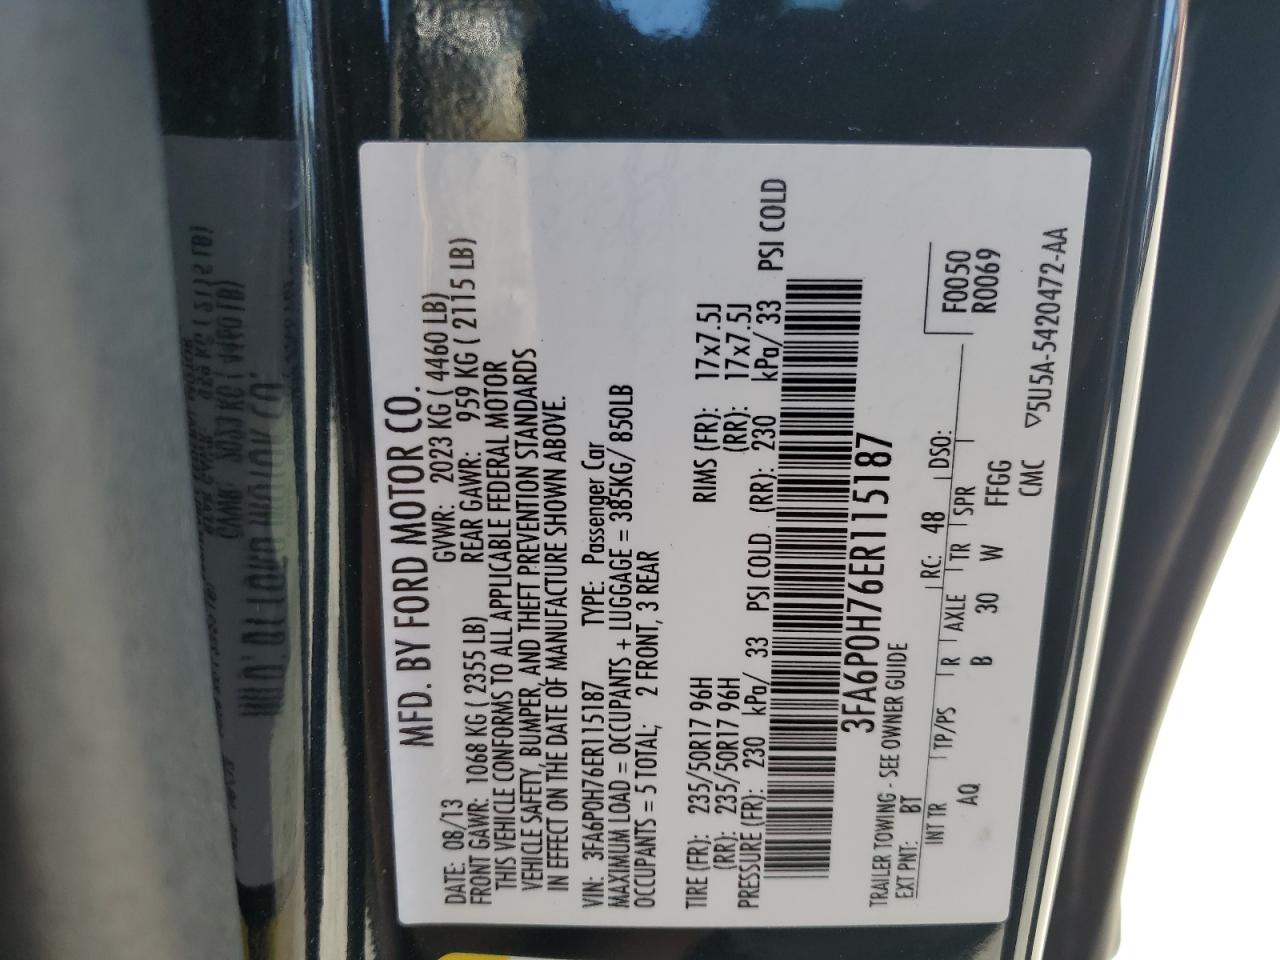 MFD. BY FORD MOTOR CO.
DATE: 08/13 GVWR: 2023 KG ( 4460 LB)
FRONT GAWR: 1068 KG ( 2355 LB) REAR GAWR: 959 KG ( 2115 LB)
THIS VEHICLE CONFORMS TO ALL APPLICABLE FEDERAL MOTOR
VEHICLE SAFETY, BUMPER, AND THEFT PREVENTION STANDARDS
IN EFFECT ON THE DATE OF MANUFACTURE SHOWN ABOVE.
VIN: 3FA6P0H76ER115187 TYPE: Passenger Car
MAXIMUM LOAD = OCCUPANTS + LUGGAGE = 385KG/ 850LB
OCCUPANTS = 5 TOTAL; 2 FRONT, 3 REAR
TIRE (FR): 235/50R17 96H RIMS (FR): 17x7.5J
(RR): 235/50R17 96H (RR): 17x7.5J
PRESSURE (FR): 230 kPa/ 33 PSI COLD (RR): 230 kPa/ 33 PSI COLD
3FA6P0H76ER115187
TRAILER TOWING - SEE OWNER GUIDE
EXT PNT: BT RC: 48 DSO: F0050
INT TR TP/PS R AXLE TR SPR R0069
AQ B 30 W FFGG
CMC
▽5U5A-5420472-AA